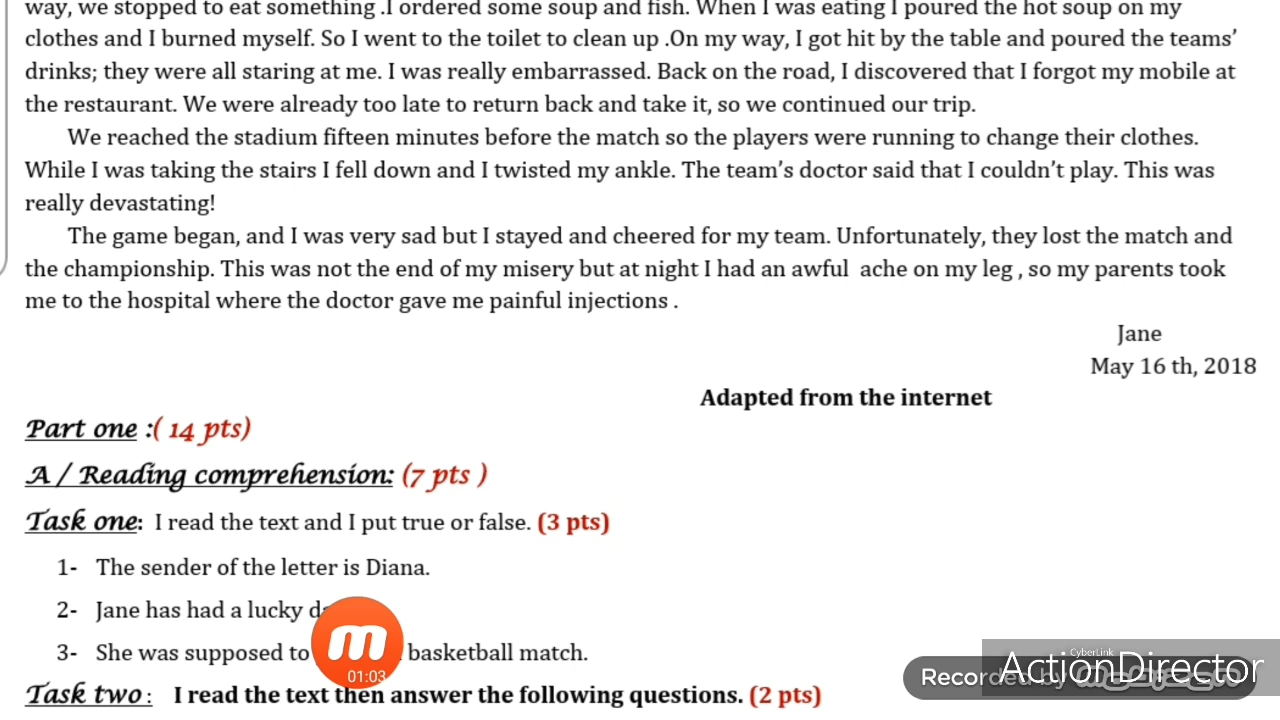 way, we stopped to eat something .I ordered some soup and fish. When I was eating I poured the hot soup on my
clothes and I burned myself. So I went to the toilet to clean up .On my way, I got hit by the table and poured the teams’
drinks; they were all staring at me. I was really embarrassed. Back on the road, I discovered that I forgot my mobile at
the restaurant. We were already too late to return back and take it, so we continued our trip.
We reached the stadium fifteen minutes before the match so the players were running to change their clothes.
While I was taking the stairs I fell down and I twisted my ankle. The team’s doctor said that I couldn’t play. This was
really devastating!
The game began, and I was very sad but I stayed and cheered for my team. Unfortunately, they lost the match and
the championship. This was not the end of my misery but at night I had an awful ache on my leg , so my parents took
me to the hospital where the doctor gave me painful injections .
Jane
May 16 th, 2018
Adapted from the internet
Part one :( 14 pts)
A / Reading comprehension: (7 pts )
Task one: I read the text and I put true or false. (3 pts)
1- The sender of the letter is Diana.
2- Jane has had a lucky
3- She was supposed to basketball match.
01:03
CyberLink
ActionDirector
Recorded by
Task two : I read the text then answer the following questions. (2 pts)